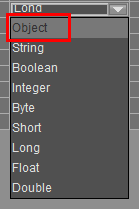 Long
Object
String
Boolean
Integer
Byte
Short
Long
Float
Double